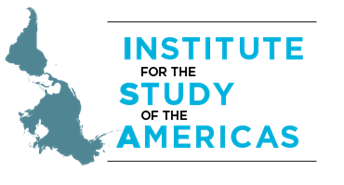 INSTITUTE
FOR THE
STUDY
OF THE
AMERICAS